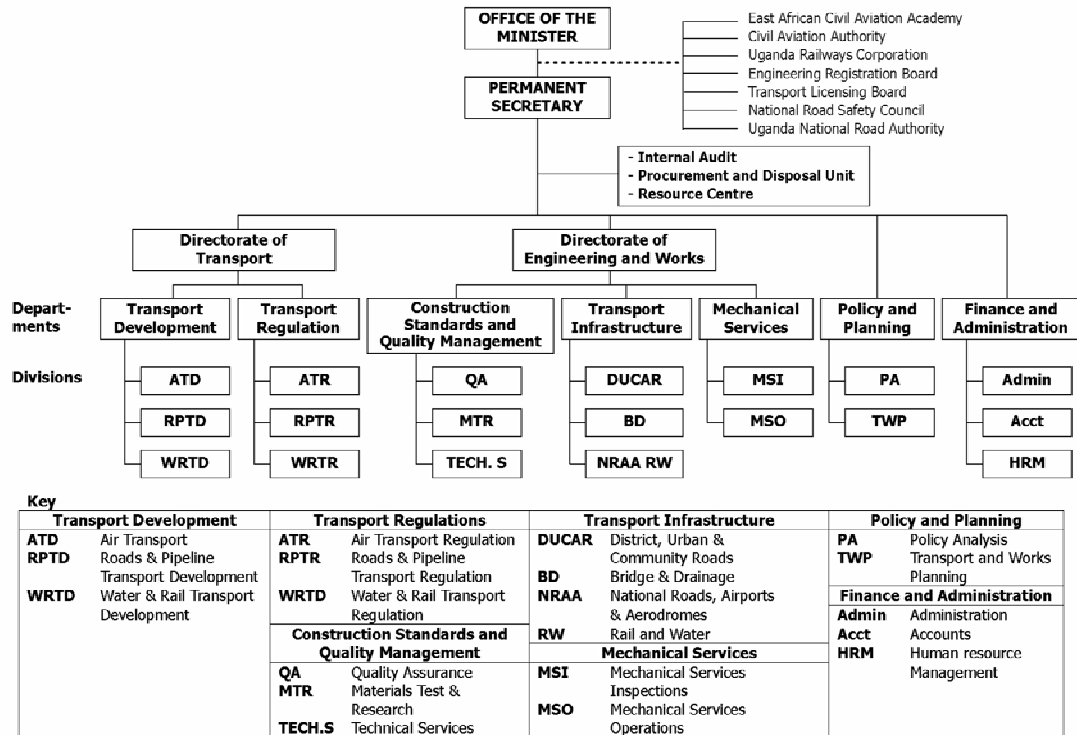 OFFICE OF THE
MINISTER
East African Civil Aviation Academy
Civil Aviation Authority
Uganda Railways Corporation
Engineering Registration Board
Transport Licensing Board
National Road Safety Council
Uganda National Road Authority
PERMANENT
SECRETARY
- Internal Audit
- Procurement and Disposal Unit
- Resource Centre
Directorate of
Transport
Directorate of
Engineering and Works
Depart-
ments
Transport
Development
Transport
Regulation
Construction
Standards and
Quality Management
Transport
Infrastructure
Mechanical
Services
Policy and
Planning
Finance and
Administration
Divisions
ATD
ATR
QA
DUCAR
MSI
PA
Admin
RPTD
RPTR
MTR
BD
MSO
TWP
Acct
WRTD
WRTR
TECH. S
NRAA RW
HRM
Key
Transport Development
ATD Air Transport
RPTD Roads & Pipeline
Transport Development
WRTD Water & Rail Transport
Development
Transport Regulations
ATR Air Transport Regulation
RPTR Roads & Pipeline
Transport Regulation
WRTD Water & Rail Transport
Regulation
Construction Standards and
Quality Management
QA Quality Assurance
MTR Materials Test &
Research
TECH.S Technical Services
Transport Infrastructure
DUCAR District, Urban &
Community Roads
BD Bridge & Drainage
NRAA National Roads, Airports
& Aerodromes
RW Rail and Water
Mechanical Services
MSI Mechanical Services
Inspections
MSO Mechanical Services
Operations
Policy and Planning
PA Policy Analysis
TWP Transport and Works
Planning
Finance and Administration
Admin Administration
Acct Accounts
HRM Human resource
Management